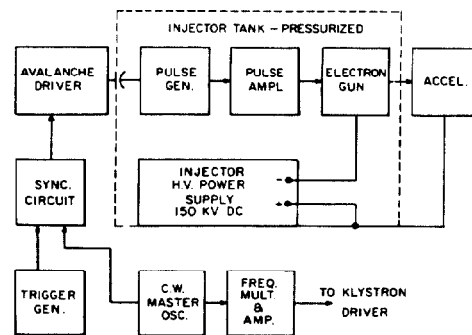 INJECTOR TANK - PRESSURIZED
AVALANCHE
DRIVER
PULSE
GEN.
PULSE
AMPL
ELECTRON
GUN
ACCEL.
SYNC.
CIRCUIT
INJECTOR
H.V. POWER
SUPPLY
150 KV DC
-
+
TRIGGER
GEN.
C.W.
MASTER
OSC.
FREQ.
MULT.
&
AMP.
TO KLYSTRON
DRIVER